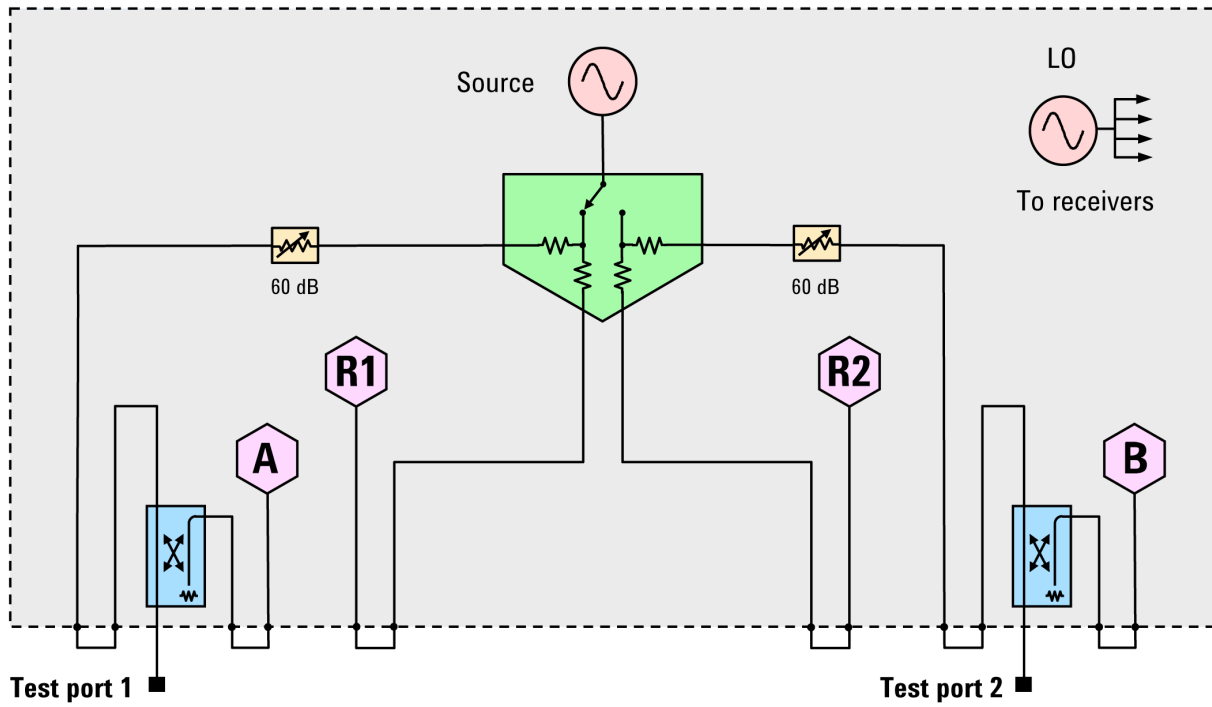 Source
LO
To receivers
60 dB
60 dB
R1
R2
A
B
Test port 1
Test port 2